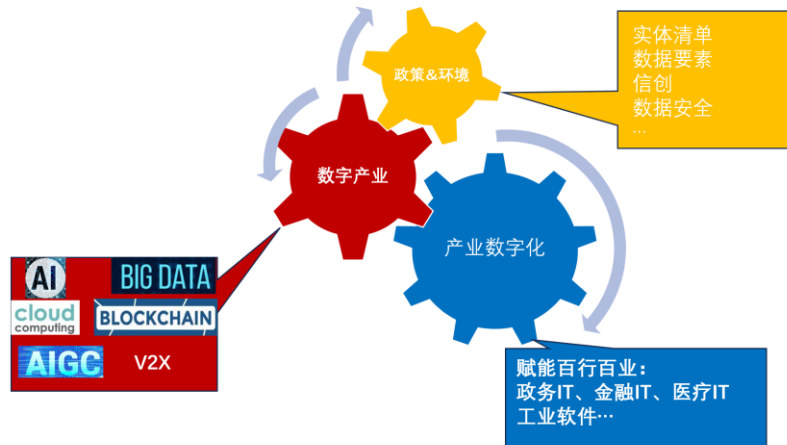 政策&环境
实体清单
数据要素
信创
数据安全
…
数字产业
产业数字化
AI
BIG DATA
cloud
computing
BLOCKCHAIN
AIGC
V2X
赋能百行百业：
政务IT、金融IT、医疗IT
工业软件…